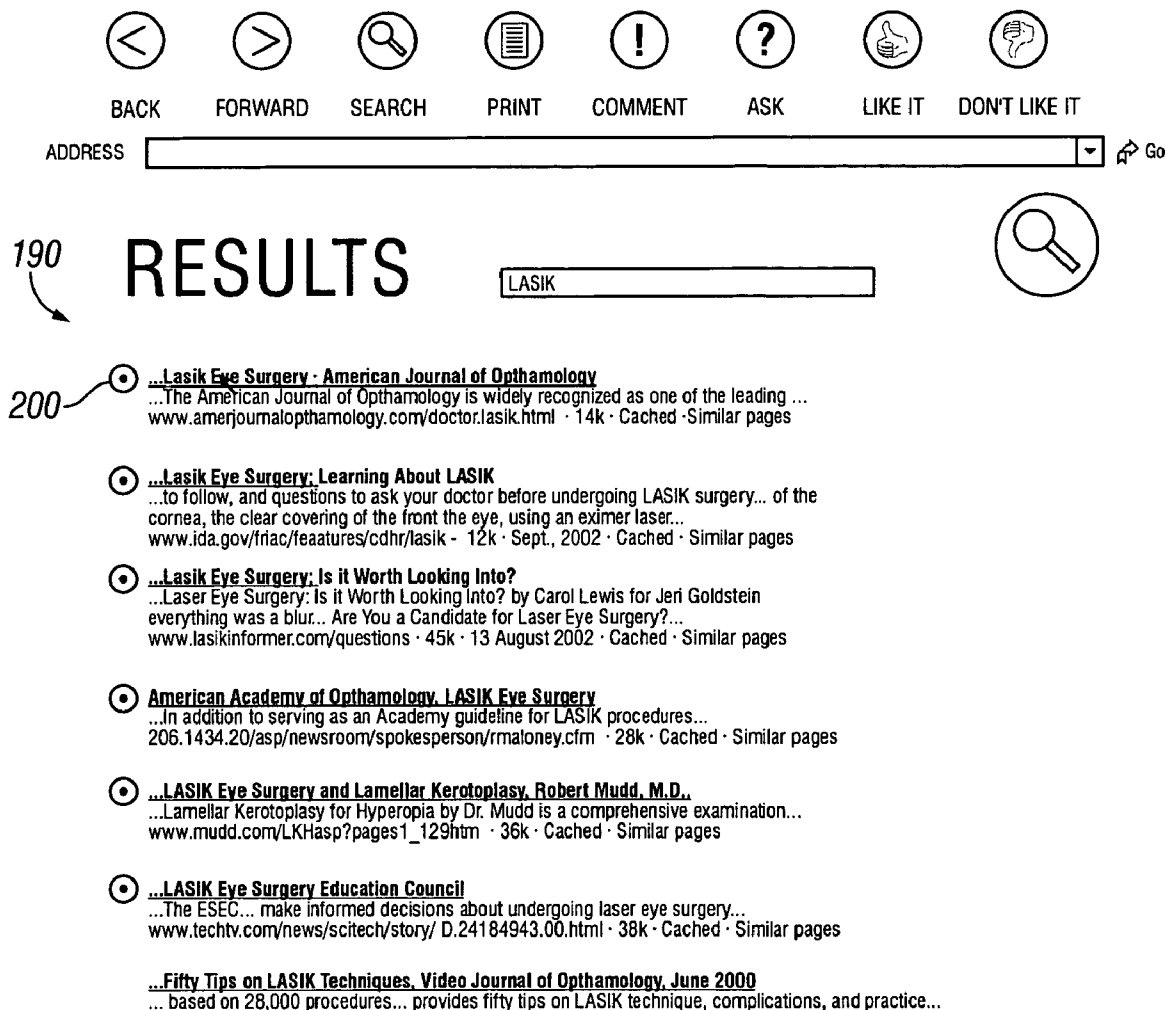 BACK FORWARD SEARCH PRINT COMMENT ASK LIKE IT DON'T LIKE IT
ADDRESS Go
190
RESULTS LASIK
200
...Lasik Eye Surgery · American Journal of Opthamology
...The American Journal of Opthamology is widely recognized as one of the leading ...
www.amerjournalopthamology.com/doctor.lasik.html · 14k · Cached ·Similar pages
...Lasik Eye Surgery; Learning About LASIK
...to follow, and questions to ask your doctor before undergoing LASIK surgery... of the
cornea, the clear covering of the front the eye, using an eximer laser...
www.ida.gov/friac/feaatures/cdhr/lasik - 12k · Sept., 2002 · Cached · Similar pages
...Lasik Eye Surgery; Is it Worth Looking Into?
...Laser Eye Surgery: Is it Worth Looking Into? by Carol Lewis for Jeri Goldstein
everything was a blur... Are You a Candidate for Laser Eye Surgery?...
www.lasikinformer.com/questions · 45k · 13 August 2002 · Cached · Similar pages
American Academy of Opthamology, LASIK Eye Surgery
...In addition to serving as an Academy guideline for LASIK procedures...
206.1434.20/asp/newsroom/spokesperson/rmaloney.cfm · 28k · Cached · Similar pages
...LASIK Eye Surgery and Lamellar Kerotoplasy, Robert Mudd, M.D.,
...Lamellar Kerotoplasy for Hyperopia by Dr. Mudd is a comprehensive examination...
www.mudd.com/LKHasp?pages1_129htm · 36k · Cached · Similar pages
...LASIK Eye Surgery Education Council
...The ESEC... make informed decisions about undergoing laser eye surgery...
www.techtv.com/news/scitech/story/ D.24184943.00.html · 38k · Cached · Similar pages
...Fifty Tips on LASIK Techniques, Video Journal of Opthamology, June 2000
... based on 28,000 procedures... provides fifty tips on LASIK technique, complications, and practice...